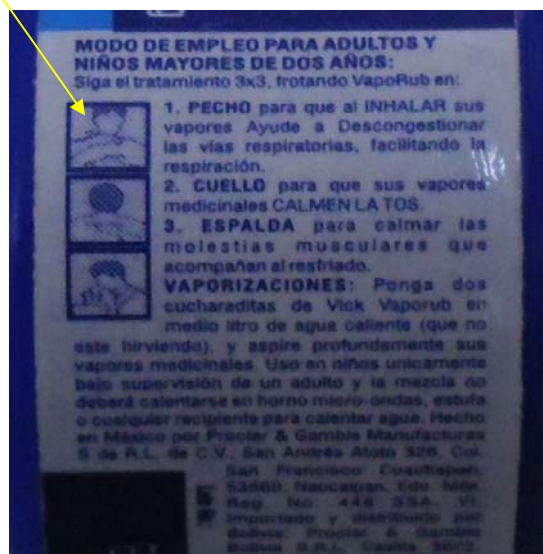 MODO DE EMPLEO PARA ADULTOS Y
NIÑOS MAYORES DE DOS AÑOS:
Siga el tratamiento 3x3, frotando VapoRub en:
1. PECHO para que al INHALAR sus
vapores Ayude a Descongestionar
las vías respiratorias, facilitando la
respiración.
2. CUELLO para que sus vapores
medicinales CALMEN LA TOS.
3. ESPALDA para calmar las
molestias musculares que
acompañan al resfriado.
VAPORIZACIONES: Ponga dos
cucharaditas de Vick Vaporub en
medio litro de agua caliente (que no
este hirviendo), y aspire profundamente sus
vapores medicinales. Uso en niños unicamente
bajo supervisión de un adulto y la mezcla no
deberá calentarse en horno micro-ondas, estufa
o cualquier recipiente para calentar agua. Hecho
en México por Procter & Gamble Manufacturas
S de R.L. de C.V. San Andrés Atoto 326, Col.
San Francisco Cuautlalpan,
53560, Naucalpan, Edo. Méx.
Reg. No. 446 SSA. VI.
Importado y distribuido por
Bolivia: Procter & Gamble
Bolivia S.R.L.